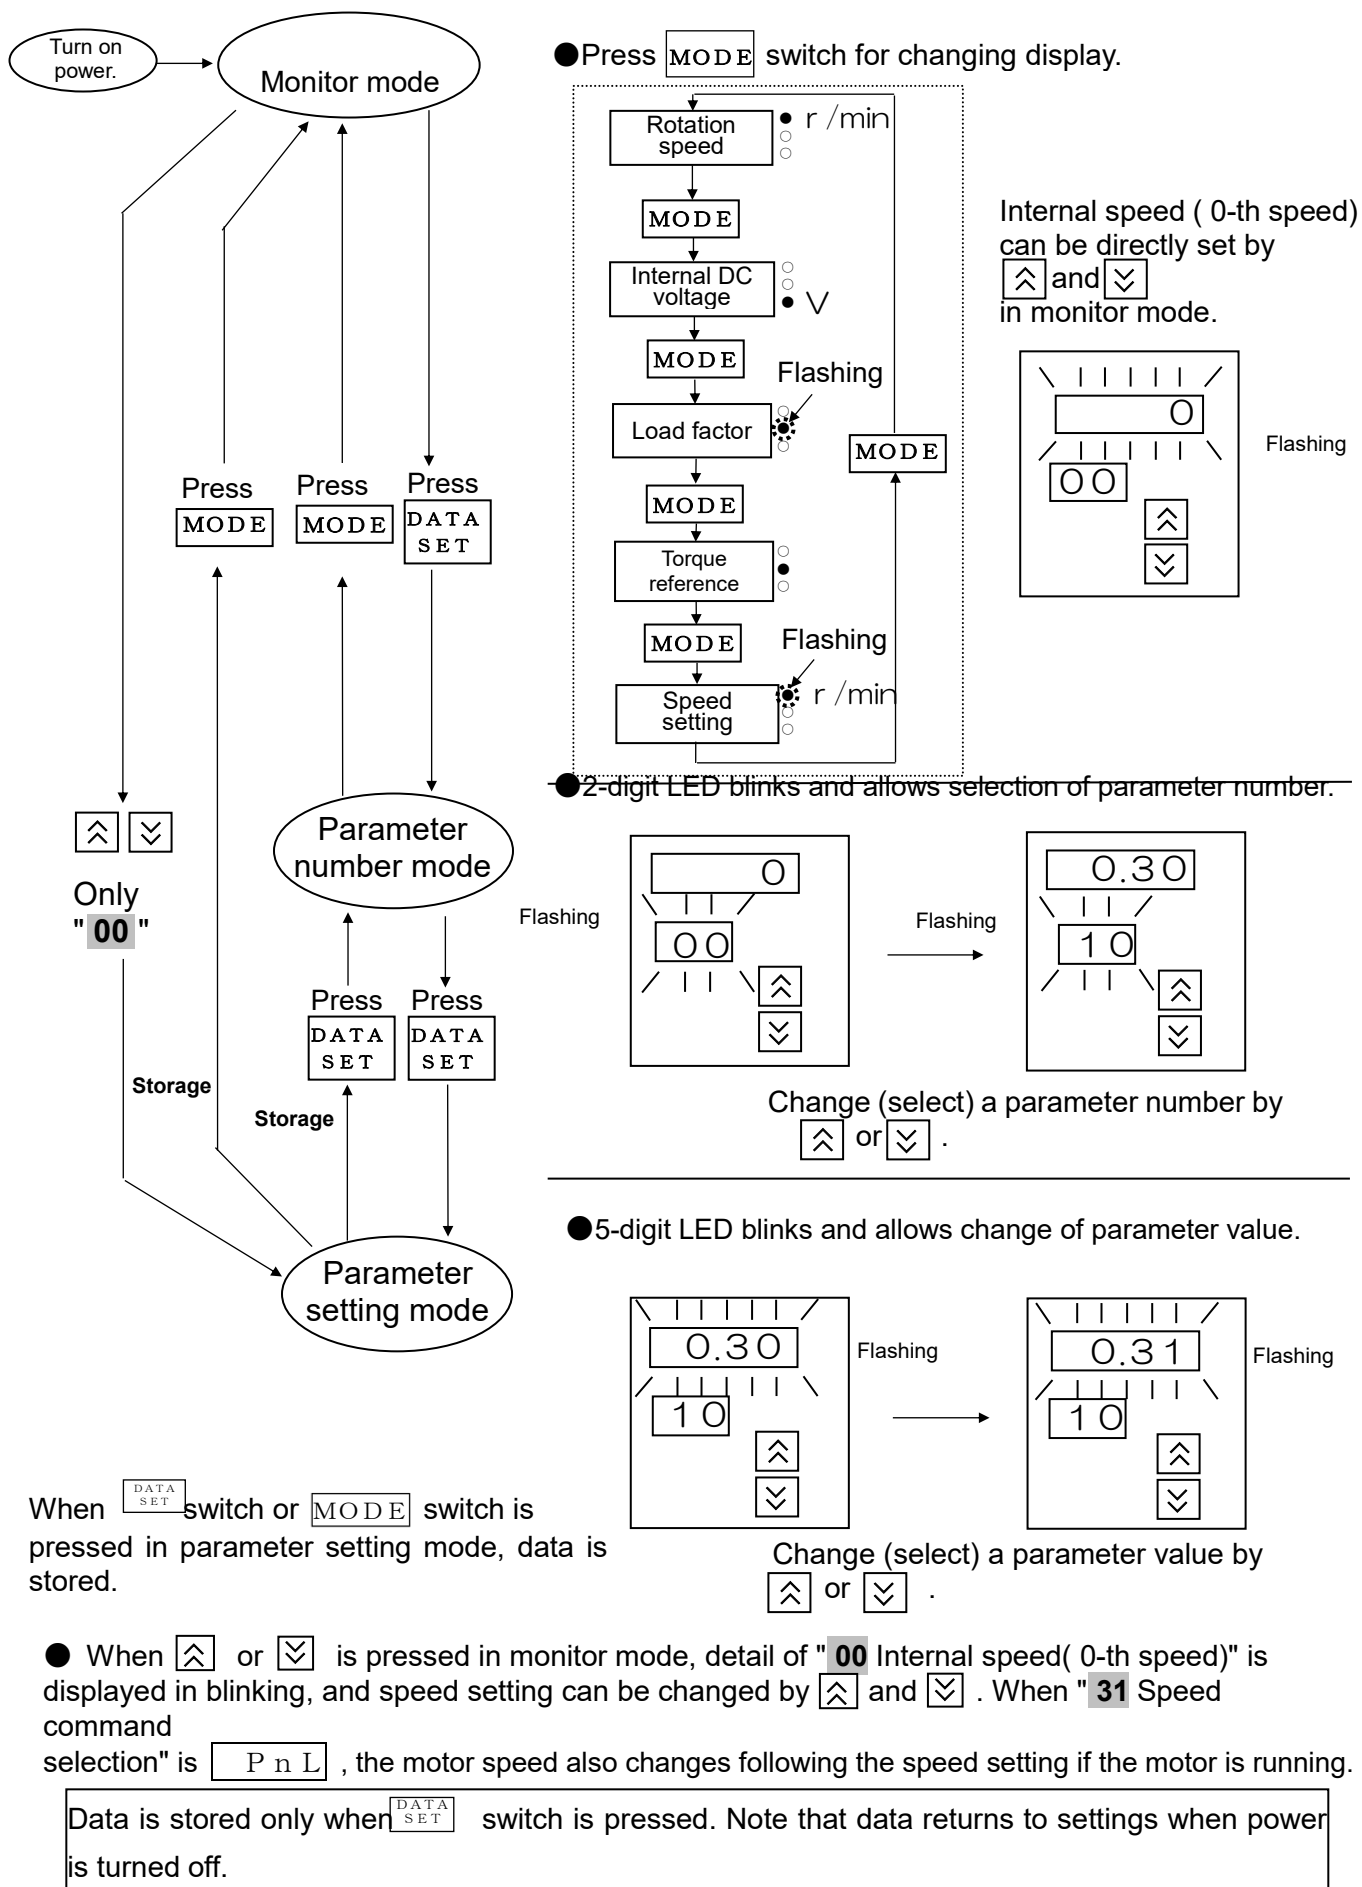 Turn on
power.
Monitor mode
Press
MODE
Press
MODE
Press
DATA
SET
Only
"00"
Parameter
number mode
Press
DATA
SET
Press
DATA
SET
Storage
Storage
Parameter
setting mode
When DATA SET switch or MODE switch is
pressed in parameter setting mode, data is
stored.
●Press MODE switch for changing display.
Rotation
speed
r/min
MODE
Internal DC
voltage
V
MODE
Flashing
Load factor
MODE
MODE
Torque
reference
MODE
Flashing
Speed
setting
r/min
Internal speed ( 0-th speed)
can be directly set by
and
in monitor mode.
0
Flashing
00
●2-digit LED blinks and allows selection of parameter number.
0
Flashing
00
Flashing
0.30
10
Change (select) a parameter number by
or .
●5-digit LED blinks and allows change of parameter value.
0.30
Flashing
10
0.31
Flashing
10
Change (select) a parameter value by
or .
● When or is pressed in monitor mode, detail of "00 Internal speed( 0-th speed)" is
displayed in blinking, and speed setting can be changed by and . When "31 Speed
command
selection" is PnL , the motor speed also changes following the speed setting if the motor is running.
Data is stored only when DATA SET switch is pressed. Note that data returns to settings when power
is turned off.